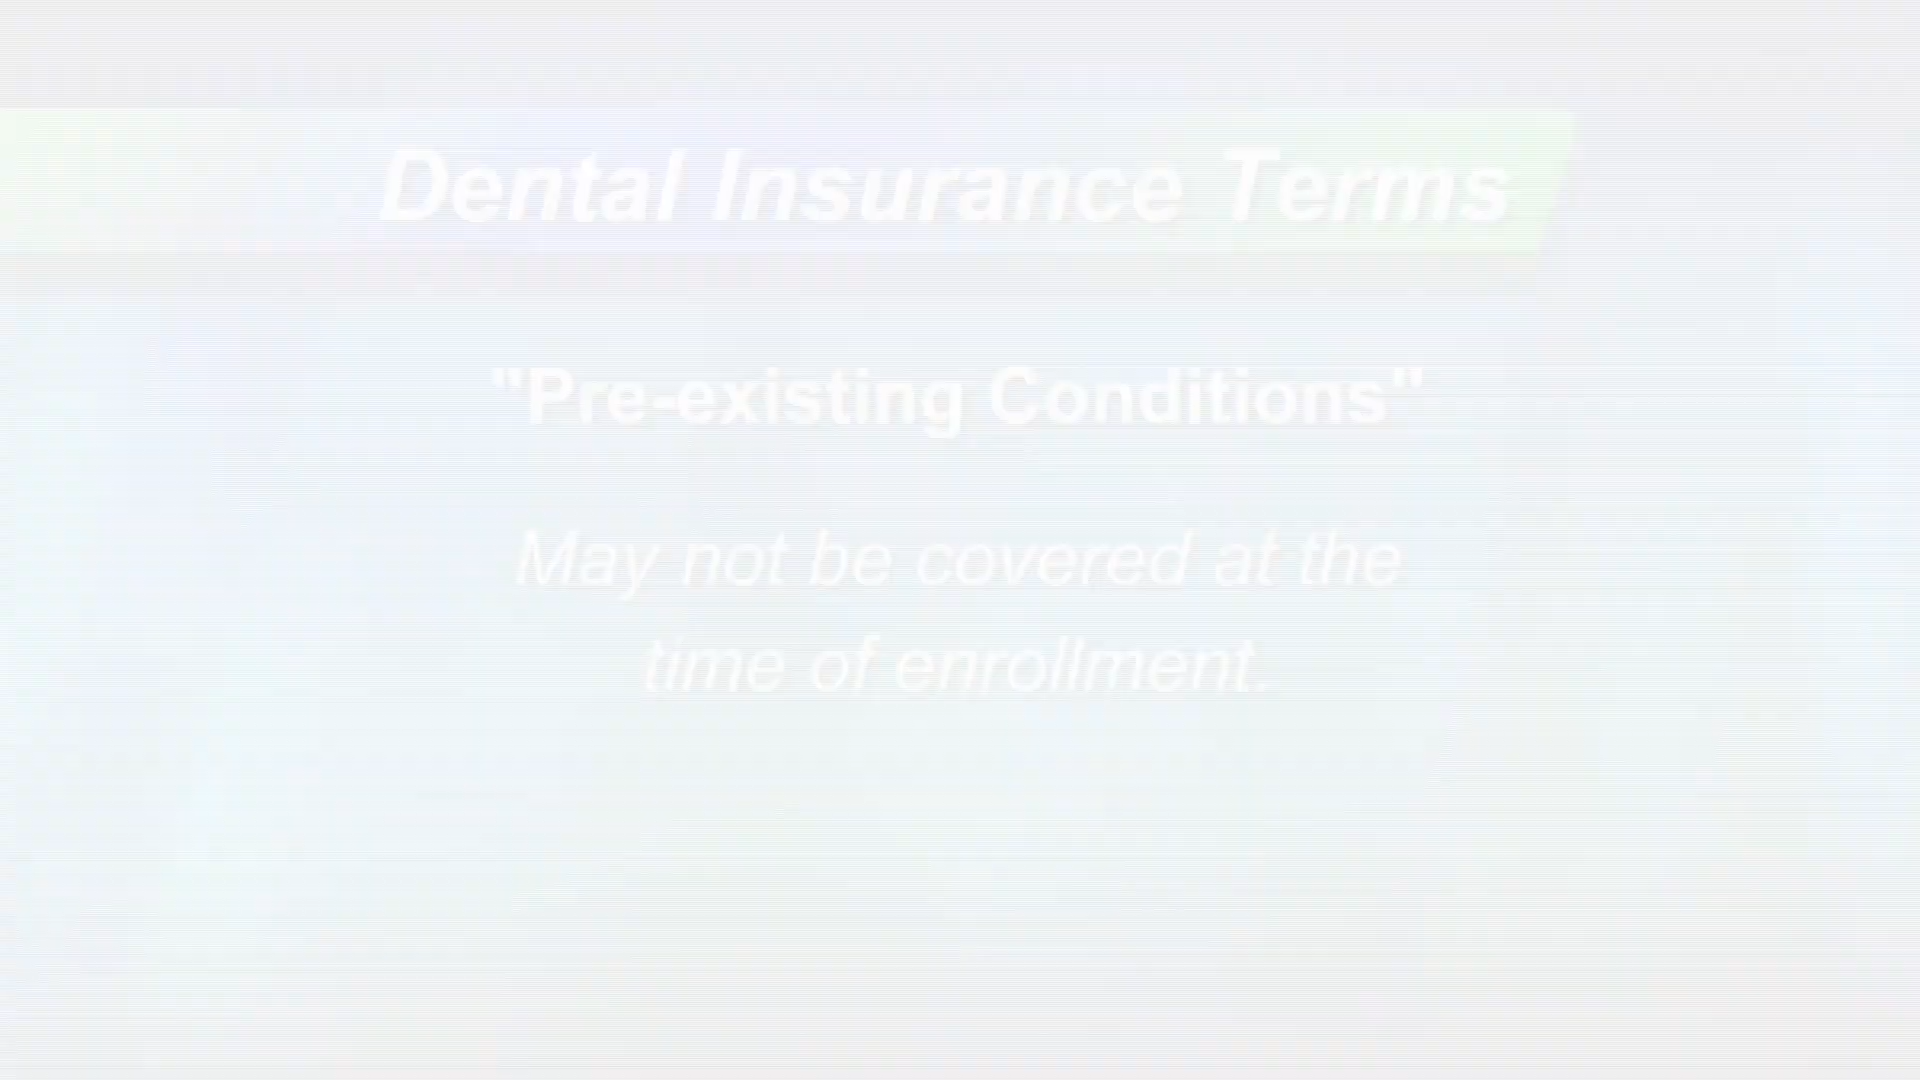 Dental Insurance Terms
"Pre-existing Conditions"
May not be covered at the
time of enrollment.